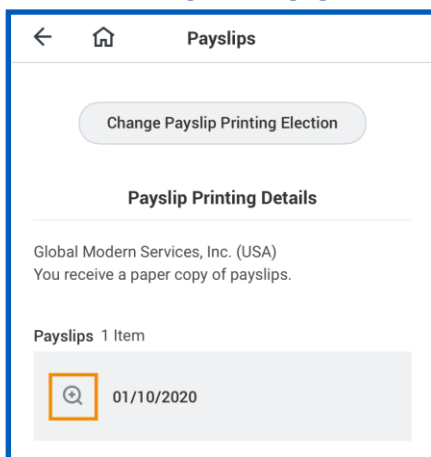 Payslips
Change Payslip Printing Election
Payslip Printing Details
Global Modern Services, Inc. (USA)
You receive a paper copy of payslips.
Payslips 1 Item
01/10/2020